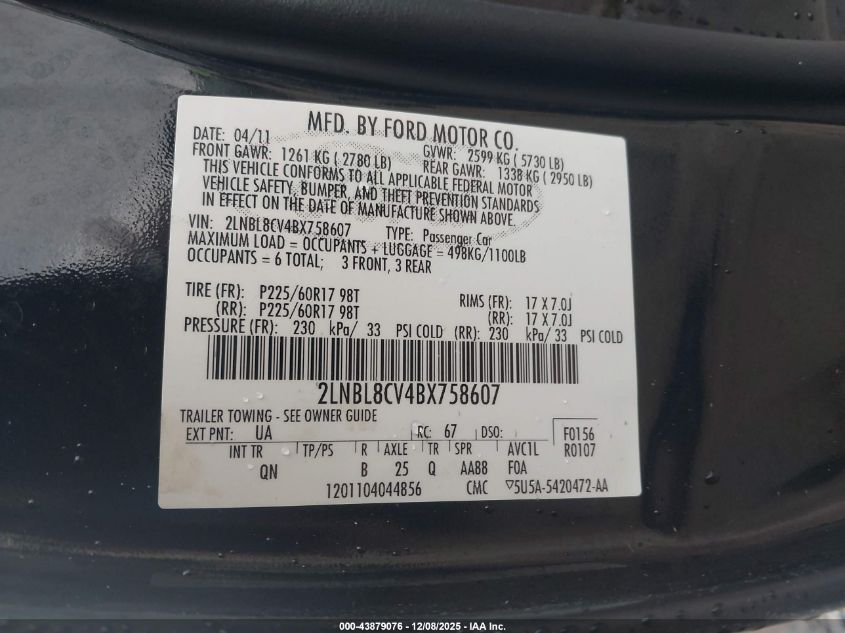 MFD. BY FORD MOTOR CO.
DATE: 04/11 GVWR: 2599 KG ( 5730 LB)
FRONT GAWR: 1261 KG ( 2780 LB) REAR GAWR: 1338 KG ( 2950 LB)
THIS VEHICLE CONFORMS TO ALL APPLICABLE FEDERAL MOTOR
VEHICLE SAFETY, BUMPER, AND THEFT PREVENTION STANDARDS
IN EFFECT ON THE DATE OF MANUFACTURE SHOWN ABOVE.
VIN: 2LNBL8CV4BX758607 TYPE: Passenger Car
MAXIMUM LOAD = OCCUPANTS + LUGGAGE = 498KG/1100LB
OCCUPANTS = 6 TOTAL; 3 FRONT, 3 REAR
TIRE (FR): P225/60R17 98T RIMS (FR): 17 X 7.0J
(RR): P225/60R17 98T (RR): 17 X 7.0J
PRESSURE (FR): 230 kPa/ 33 PSI COLD (RR): 230 kPa/ 33 PSI COLD
2LNBL8CV4BX758607
TRAILER TOWING - SEE OWNER GUIDE
EXT PNT: UA RC: 67 DSO: F0156
INT TR TP/PS R AXLE TR SPR AVC1L R0107
QN B 25 Q AA88 FOA
1201104044856 CMC ▽5U5A-5420472-AA
000-43879076 - 12/08/2025 - IAA Inc.